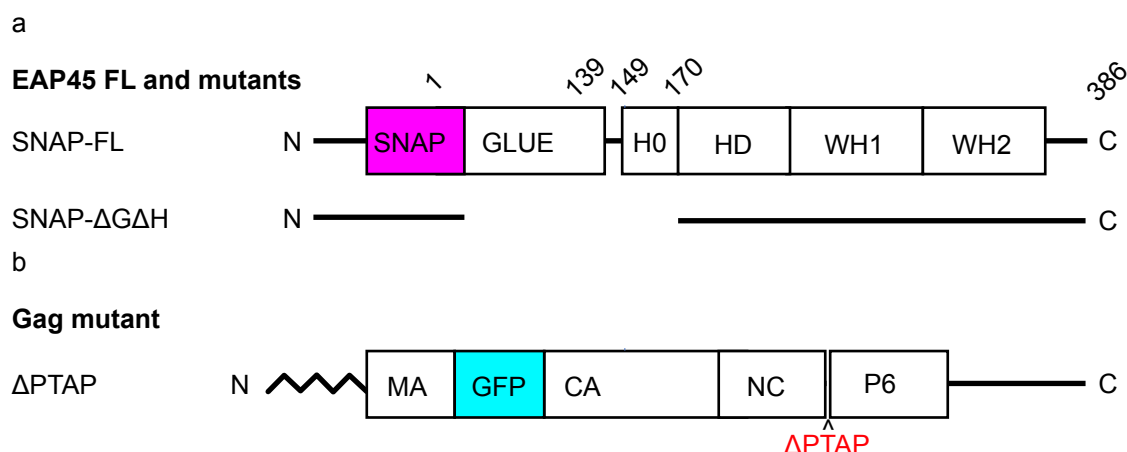 a
EAP45 FL and mutants 1 139 149 170 386
SNAP-FL N SNAP GLUE H0 HD WH1 WH2 C
SNAP-ΔGΔH N C
b
Gag mutant
ΔPTAP N MA GFP CA NC P6 C
^
ΔPTAP